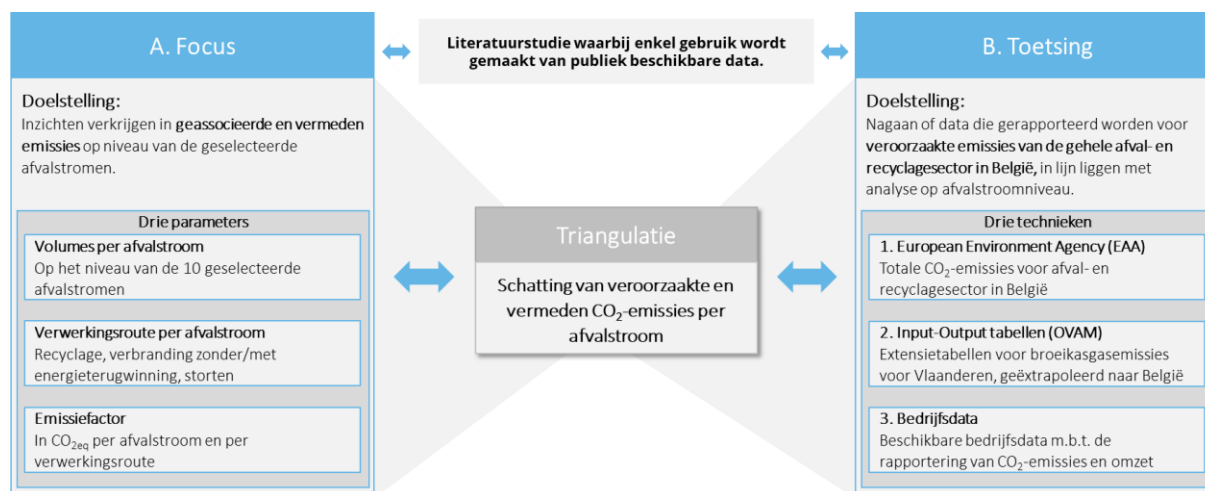 A. Focus
Doelstelling:
Inzichten verkrijgen in geassocieerde en vermeden
emissies op niveau van de geselecteerde
afvalstromen.
Drie parameters
Volumes per afvalstroom
Op het niveau van de 10 geselecteerde
afvalstromen
Verwerkingsroute per afvalstroom
Recyclage, verbranding zonder/met
energieterugwinning, storten
Emissiefactor
In CO2eq per afvalstroom en per
verwerkingsroute
Literatuurstudie waarbij enkel gebruik wordt
gemaakt van publiek beschikbare data.
Triangulatie
Schatting van veroorzaakte en
vermeden CO2-emissies per
afvalstroom
B. Toetsing
Doelstelling:
Nagaan of data die gerapporteerd worden voor
veroorzaakte emissies van de gehele afval- en
recyclagesector in België, in lijn liggen met
analyse op afvalstroomniveau.
Drie technieken
1. European Environment Agency (EAA)
Totale CO2-emissies voor afval- en
recyclagesector in België
2. Input-Output tabellen (OVAM)
Extensietabellen voor broeikasgasemissies
voor Vlaanderen, geëxtrapoleerd naar België
3. Bedrijfsdata
Beschikbare bedrijfsdata m.b.t. de
rapportering van CO2-emissies en omzet